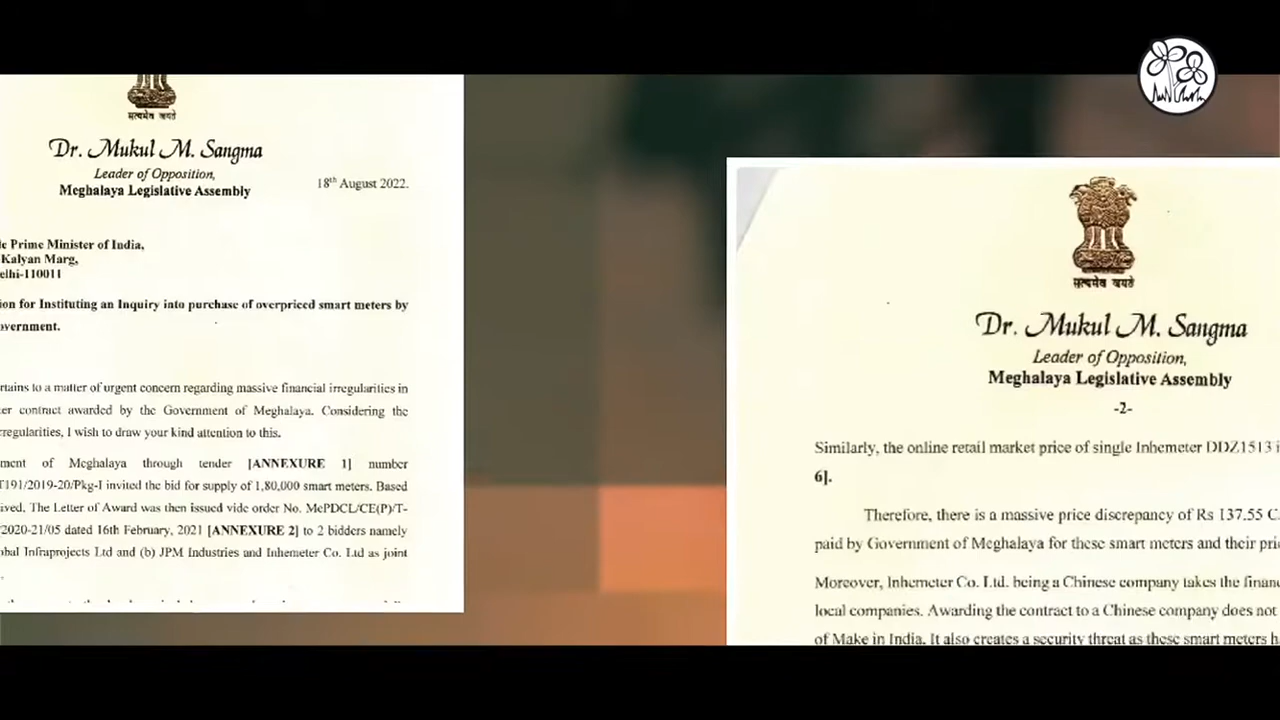 सत्यमेव जयते
Dr. Mukul M. Sangma
Leader of Opposition,
Meghalaya Legislative Assembly
18th August 2022.
Prime Minister of India,
Kalyan Marg,
elhi-110011
ion for Instituting an Inquiry into purchase of overpriced smart meters by
overnment.
rtains to a matter of urgent concern regarding massive financial irregularities in
er contract awarded by the Government of Meghalaya. Considering the
rregularities, I wish to draw your kind attention to this.
ment of Meghalaya through tender [ANNEXURE 1] number
T191/2019-20/Pkg-I invited the bid for supply of 1,80,000 smart meters. Based
ived, The Letter of Award was then issued vide order No. MePDCL/CE(P)/T-
/2020-21/05 dated 16th February, 2021 [ANNEXURE 2] to 2 bidders namely
obal Infraprojects Ltd and (b) JPM Industries and Inhemeter Co. Ltd as joint
सत्यमेव जयते
Dr. Mukul M. Sangma
Leader of Opposition,
Meghalaya Legislative Assembly
-2-
Similarly, the online retail market price of single Inhemeter DDZ1513 i
6].
Therefore, there is a massive price discrepancy of Rs 137.55 C
paid by Government of Meghalaya for these smart meters and their pri
Moreover, Inhemeter Co. Ltd. being a Chinese company takes the finan
local companies. Awarding the contract to a Chinese company does not
of Make in India. It also creates a security threat as these smart meters h